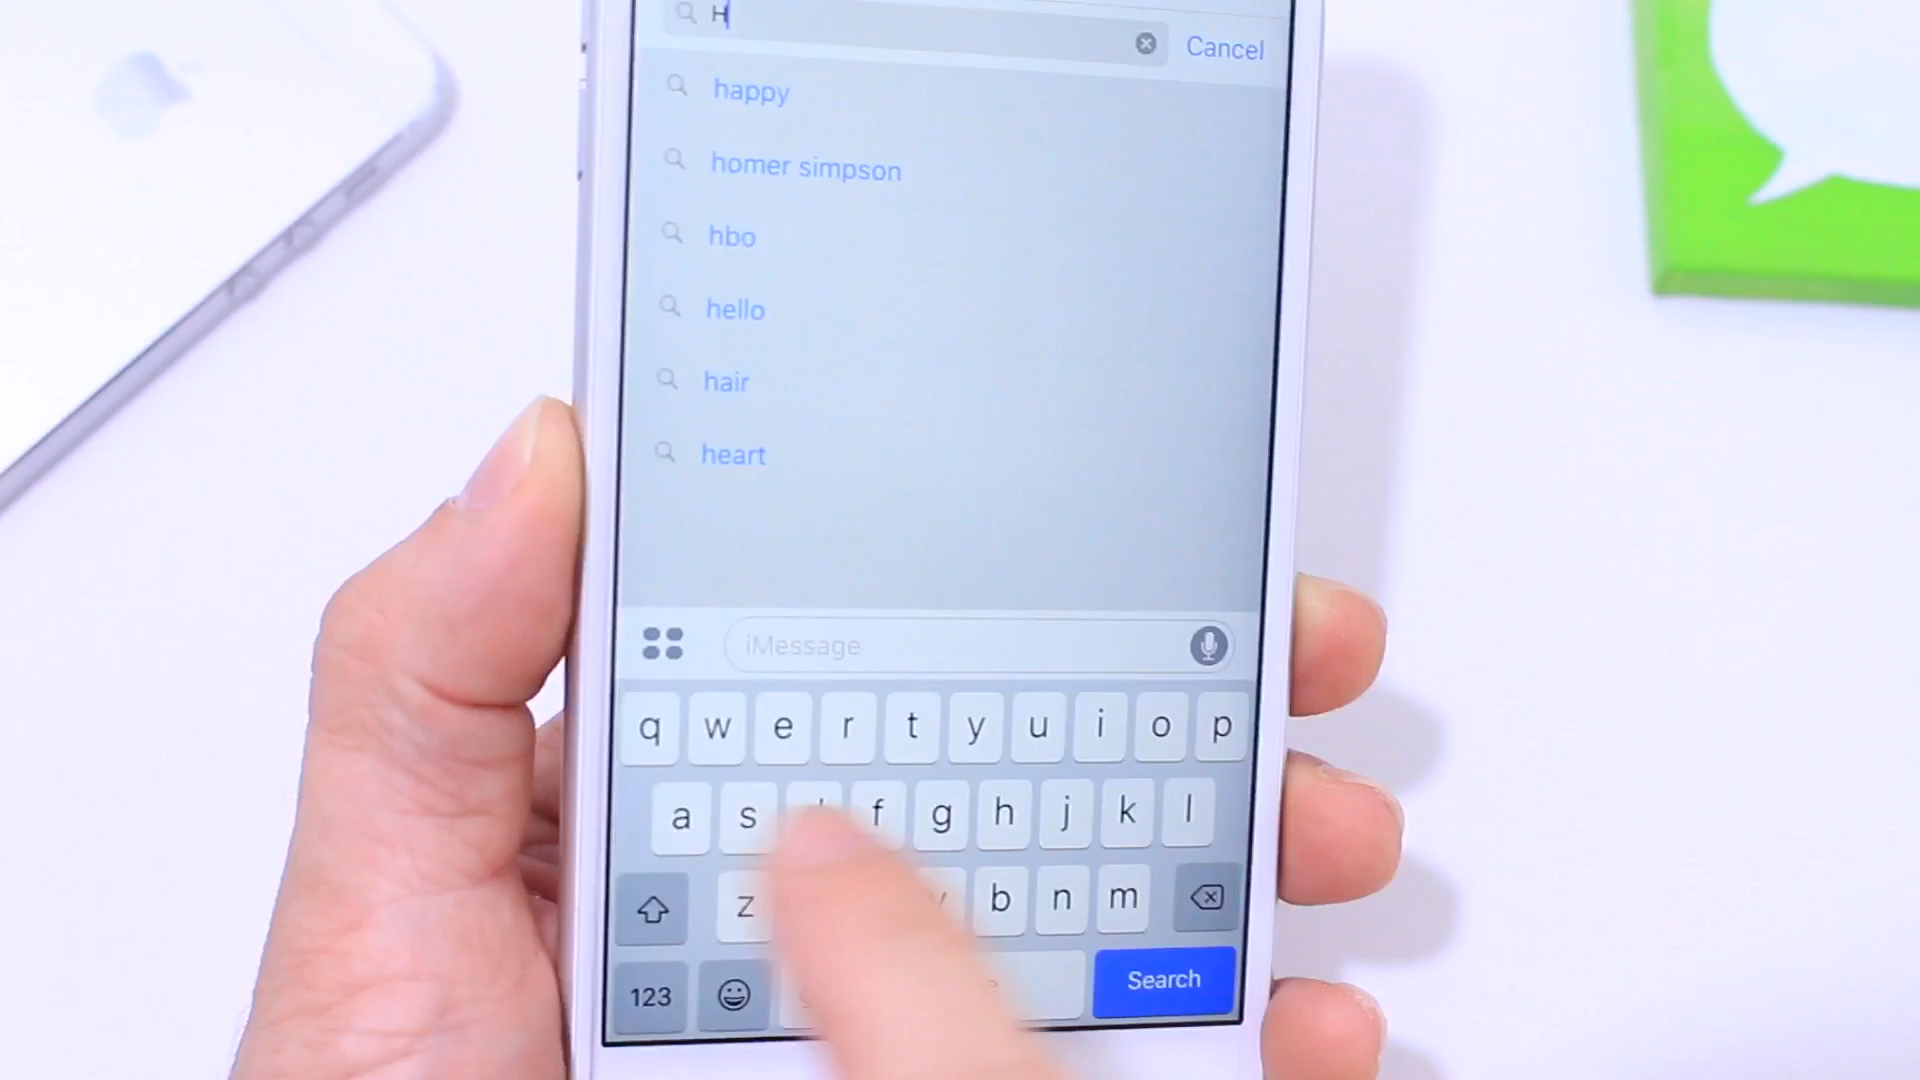 H
Cancel
happy
homer simpson
hbo
hello
hair
heart
iMessage
q w e r t y u i o p
a s f g h j k l
z b n m
123
Search